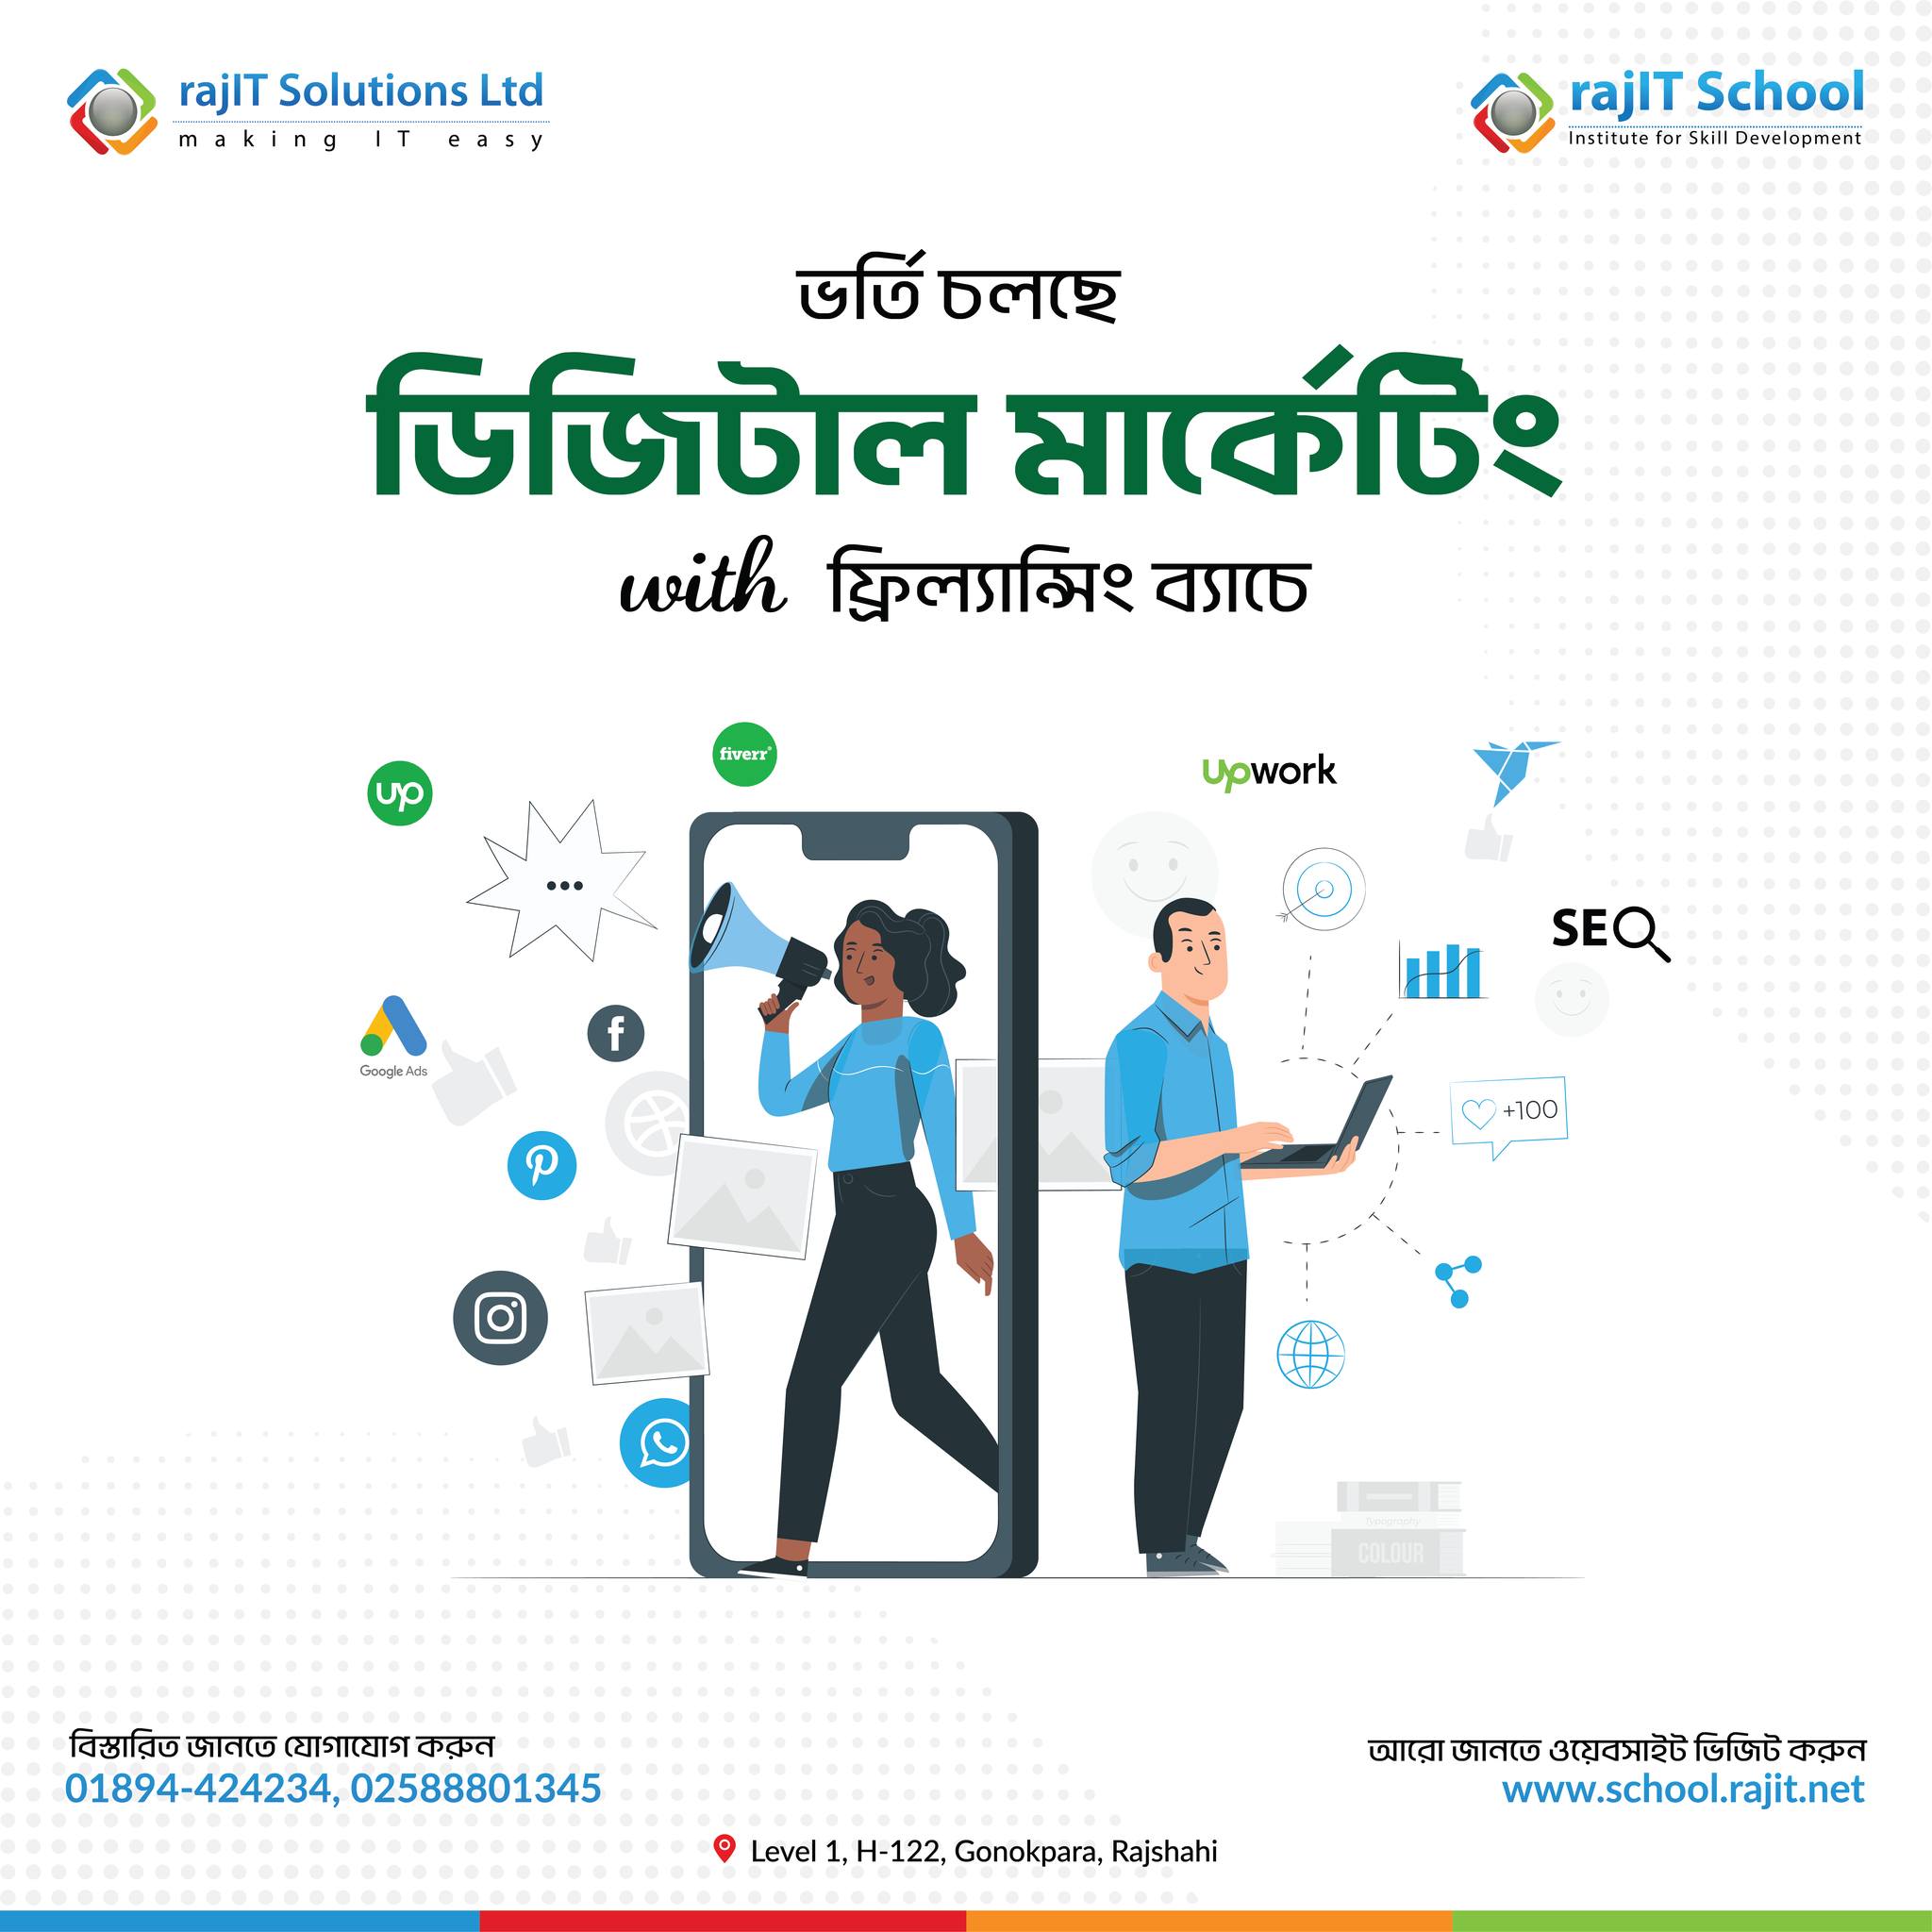 rajIT Solutions Ltd
making IT easy
rajIT School
Institute for Skill Development
ভর্তি চলছে
ডিজিটাল মার্কেটিং
with ফ্রিল্যান্সিং ব্যাচে
up
fiverr
upwork
SEO
Google Ads
f
+100
Typography
COLOUR
বিস্তারিত জানতে যোগাযোগ করুন
01894-424234, 02588801345
আরো জানতে ওয়েবসাইট ভিজিট করুন
www.school.rajit.net
Level 1, H-122, Gonokpara, Rajshahi